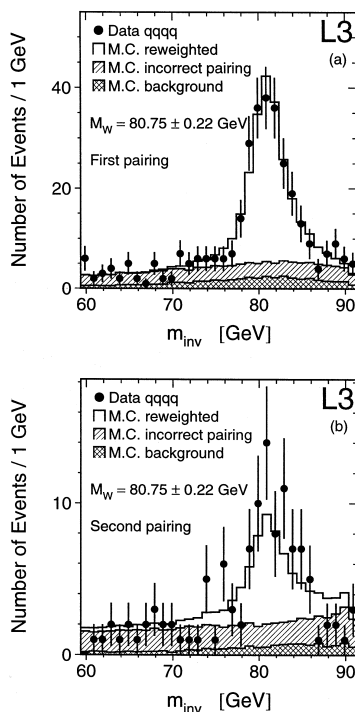 L3
(a)
Data qqqq
M.C. reweighted
M.C. incorrect pairing
M.C. background
M_W = 80.75 ± 0.22 GeV
First pairing
Number of Events / 1 GeV
40
20
0
60 70 80 90
m_inv [GeV]
L3
(b)
Data qqqq
M.C. reweighted
M.C. incorrect pairing
M.C. background
M_W = 80.75 ± 0.22 GeV
Second pairing
Number of Events / 1 GeV
10
0
60 70 80 90
m_inv [GeV]